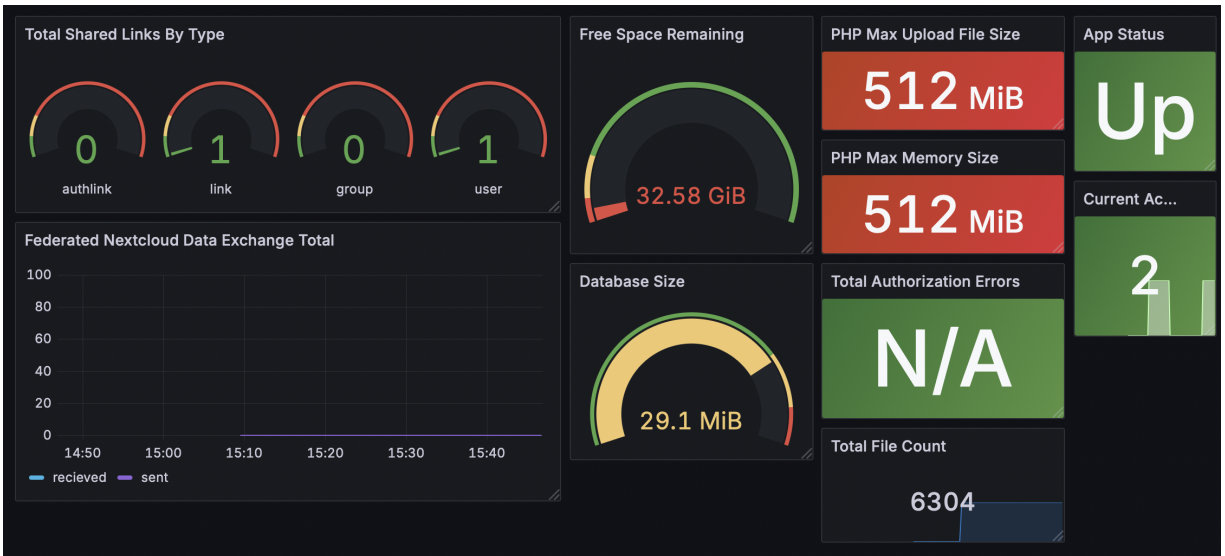 Total Shared Links By Type
0
authlink
1
link
0
group
1
user
Federated Nextcloud Data Exchange Total
100
80
60
40
20
0
14:50 15:00 15:10 15:20 15:30 15:40
recieved sent
Free Space Remaining
32.58 GiB
Database Size
29.1 MiB
PHP Max Upload File Size
512 MiB
PHP Max Memory Size
512 MiB
Total Authorization Errors
N/A
Total File Count
6304
App Status
Up
Current Ac...
2